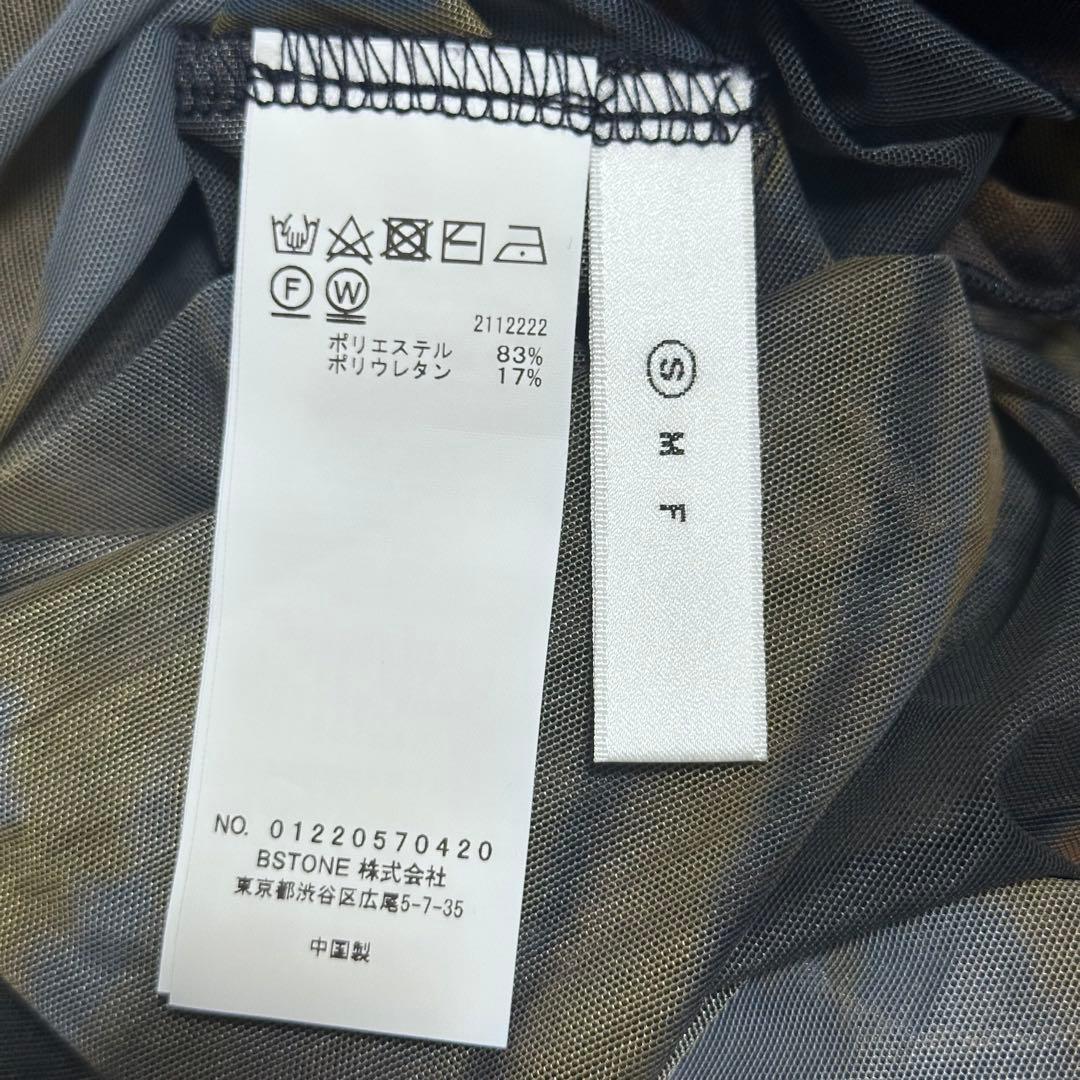 F W
2112222
ポリエステル 83%
ポリウレタン 17%
NO. 01220570420
BSTONE 株式会社
東京都渋谷区広尾5-7-35
中国製
S M F